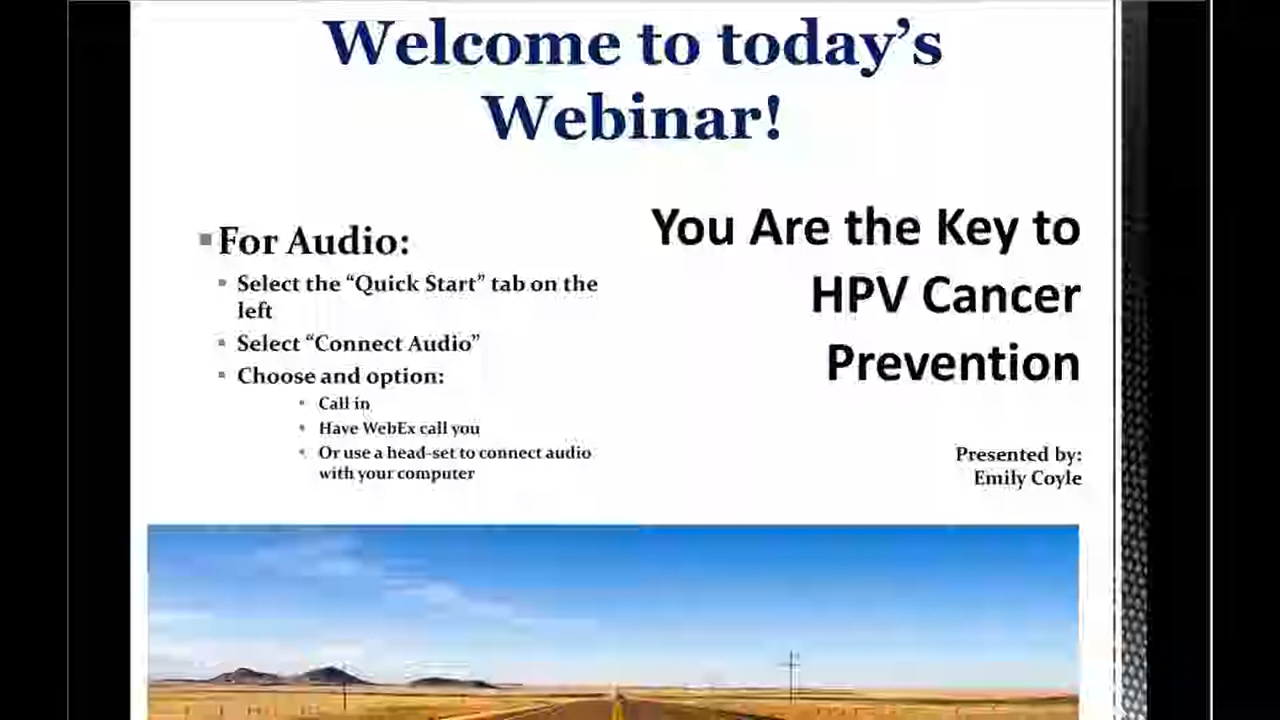 Welcome to today’s
Webinar!
For Audio:
Select the “Quick Start” tab on the
left
Select “Connect Audio”
Choose and option:
Call in
Have WebEx call you
Or use a head-set to connect audio
with your computer
You Are the Key to
HPV Cancer
Prevention
Presented by:
Emily Coyle